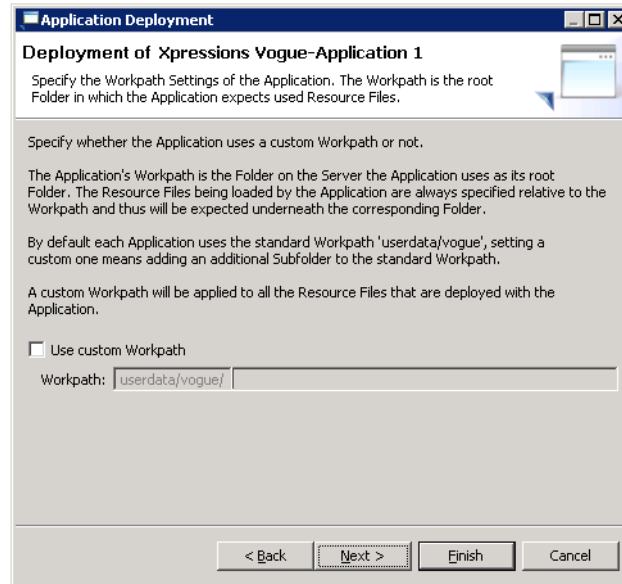 Application Deployment
Deployment of Xpressions Vogue-Application 1
Specify the Workpath Settings of the Application. The Workpath is the root
Folder in which the Application expects used Resource Files.
Specify whether the Application uses a custom Workpath or not.
The Application's Workpath is the Folder on the Server the Application uses as its root
Folder. The Resource Files being loaded by the Application are always specified relative to the
Workpath and thus will be expected underneath the corresponding Folder.
By default each Application uses the standard Workpath 'userdata/vogue', setting a
custom one means adding an additional Subfolder to the standard Workpath.
A custom Workpath will be applied to all the Resource Files that are deployed with the
Application.
Use custom Workpath
Workpath: userdata/vogue/
< Back Next > Finish Cancel